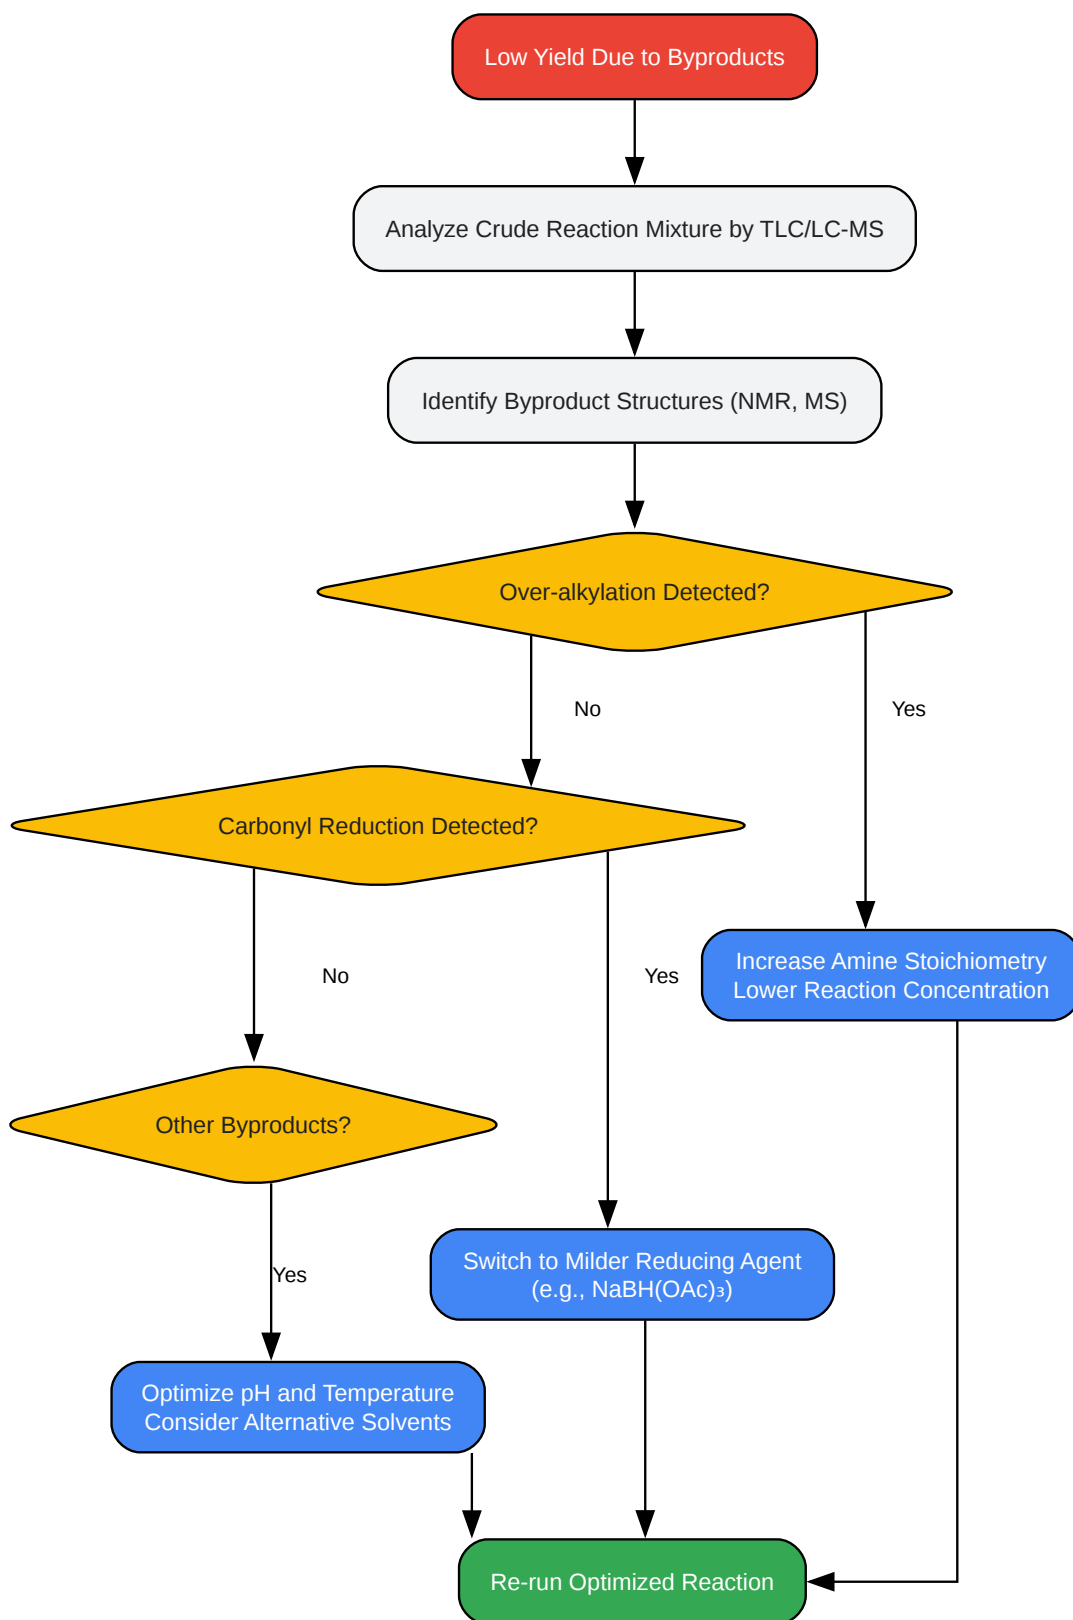 Low Yield Due to Byproducts
Analyze Crude Reaction Mixture by TLC/LC-MS
Identify Byproduct Structures (NMR, MS)
Over-alkylation Detected?
No
Yes
Carbonyl Reduction Detected?
No
Yes
Increase Amine Stoichiometry
Lower Reaction Concentration
Other Byproducts?
Yes
Switch to Milder Reducing Agent
(e.g., NaBH(OAc)₃)
Optimize pH and Temperature
Consider Alternative Solvents
Re-run Optimized Reaction